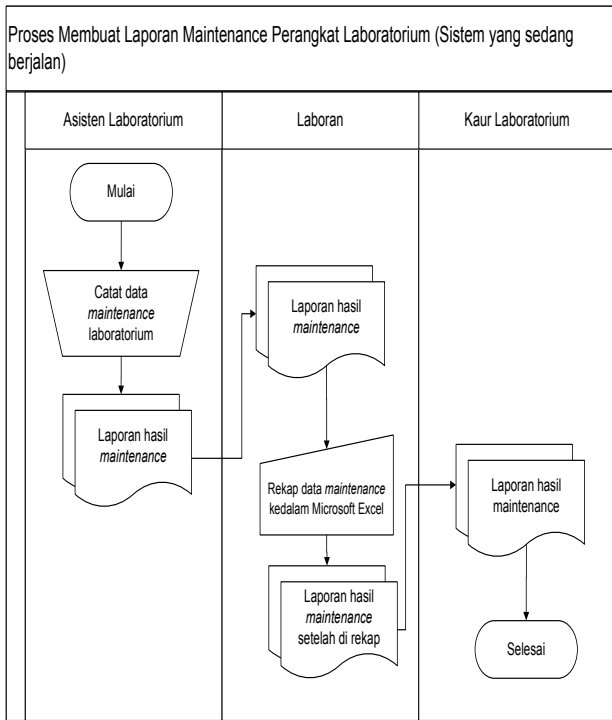 Proses Membuat Laporan Maintenance Perangkat Laboratorium (Sistem yang sedang
berjalan)
Asisten Laboratorium
Laboran
Kaur Laboratorium
Mulai
Catat data
maintenance
laboratorium
Laporan hasil
maintenance
Laporan hasil
maintenance
Rekap data maintenance
kedalam Microsoft Excel
Laporan hasil
maintenance
setelah di rekap
Laporan hasil
maintenance
Selesai